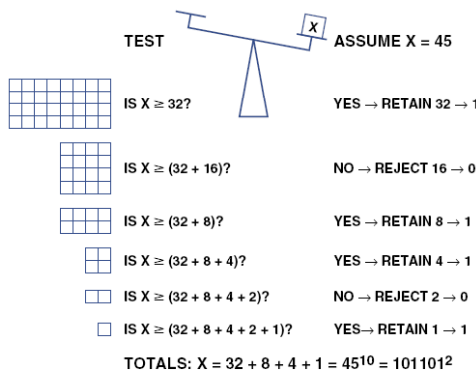 X
TEST ASSUME X = 45
IS X ≥ 32? YES → RETAIN 32 → 1
IS X ≥ (32 + 16)? NO → REJECT 16 → 0
IS X ≥ (32 + 8)? YES → RETAIN 8 → 1
IS X ≥ (32 + 8 + 4)? YES → RETAIN 4 → 1
IS X ≥ (32 + 8 + 4 + 2)? NO → REJECT 2 → 0
IS X ≥ (32 + 8 + 4 + 2 + 1)? YES→ RETAIN 1 → 1
TOTALS: X = 32 + 8 + 4 + 1 = 45¹⁰ = 101101²